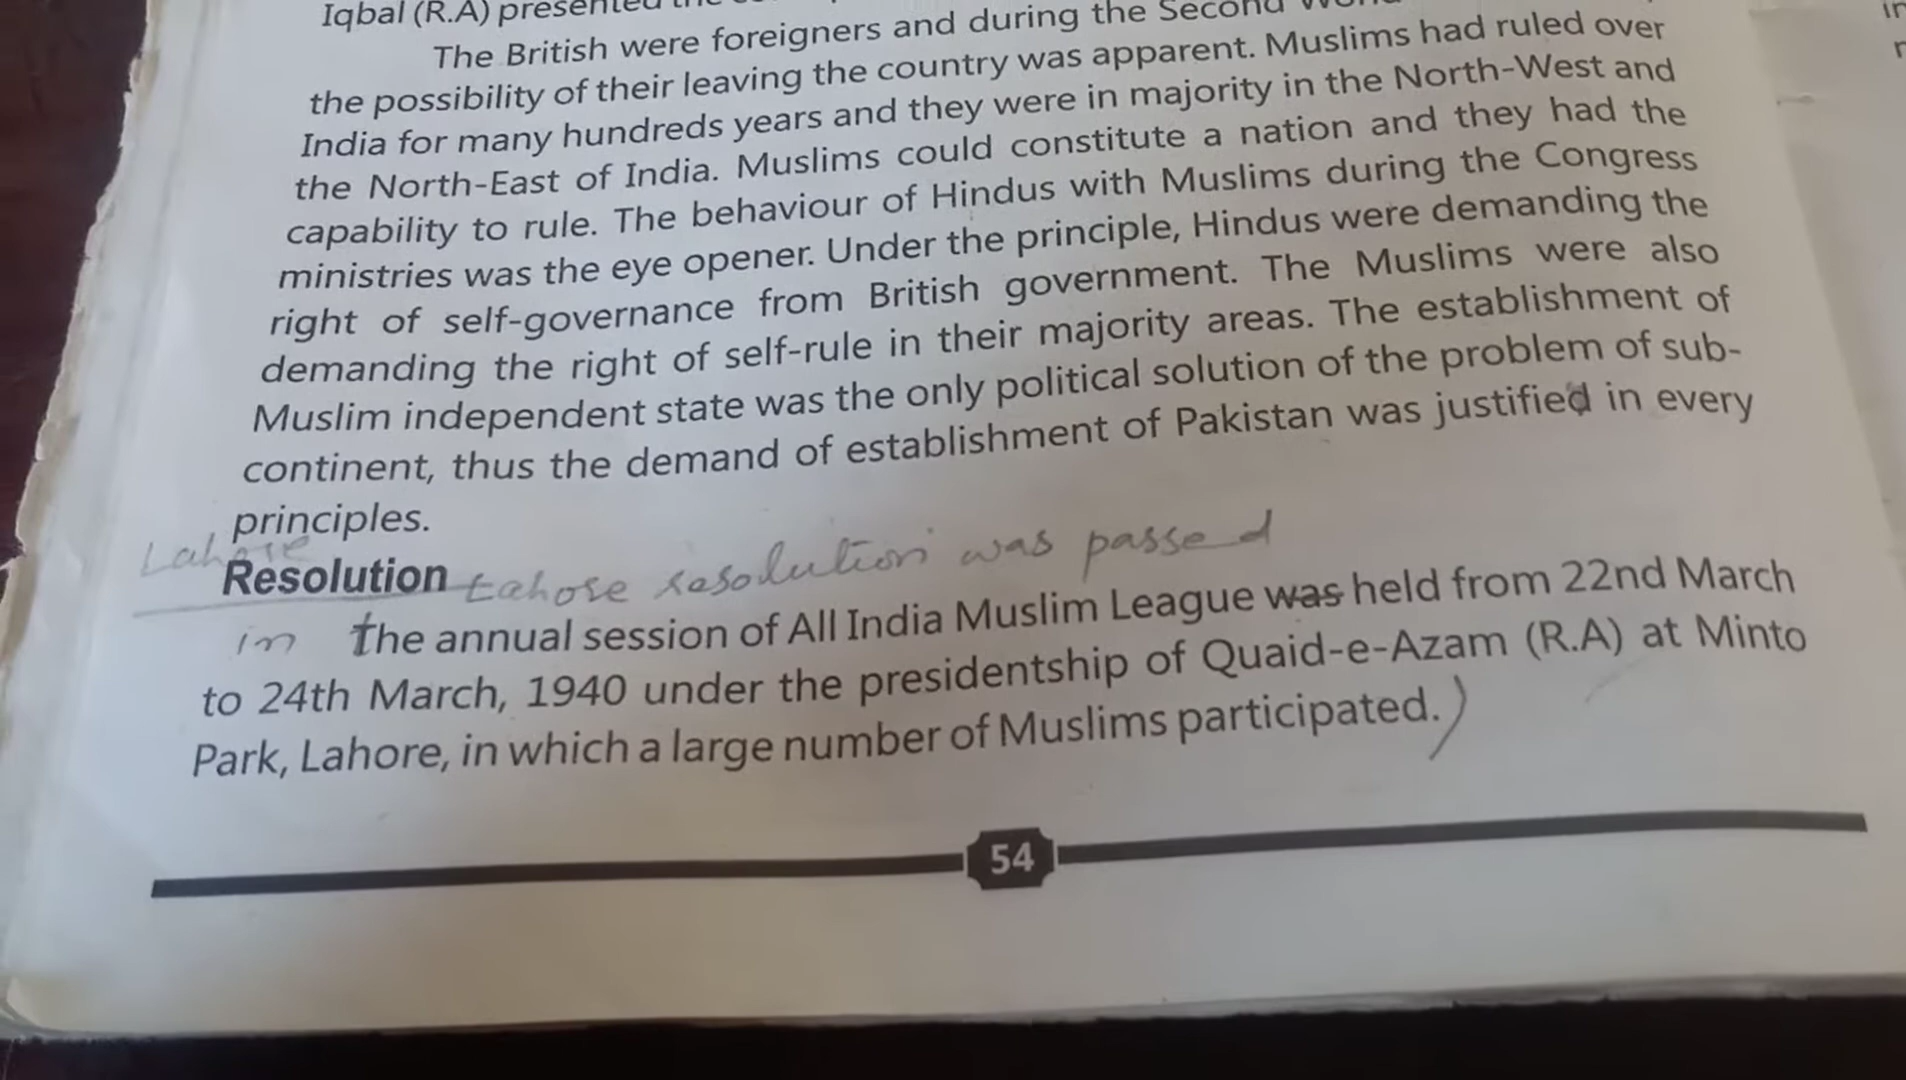 Iqbal (R.A) presented
The British were foreigners and during the Second
the possibility of their leaving the country was apparent. Muslims had ruled over
India for many hundreds years and they were in majority in the North-West and
the North-East of India. Muslims could constitute a nation and they had the
capability to rule. The behaviour of Hindus with Muslims during the Congress
ministries was the eye opener. Under the principle, Hindus were demanding the
right of self-governance from British government. The Muslims were also
demanding the right of self-rule in their majority areas. The establishment of
Muslim independent state was the only political solution of the problem of sub-
continent, thus the demand of establishment of Pakistan was justified in every
principles.
Lahore
Resolution Lahore resolution was passed
in the annual session of All India Muslim League was held from 22nd March
to 24th March, 1940 under the presidentship of Quaid-e-Azam (R.A) at Minto
Park, Lahore, in which a large number of Muslims participated.)
54